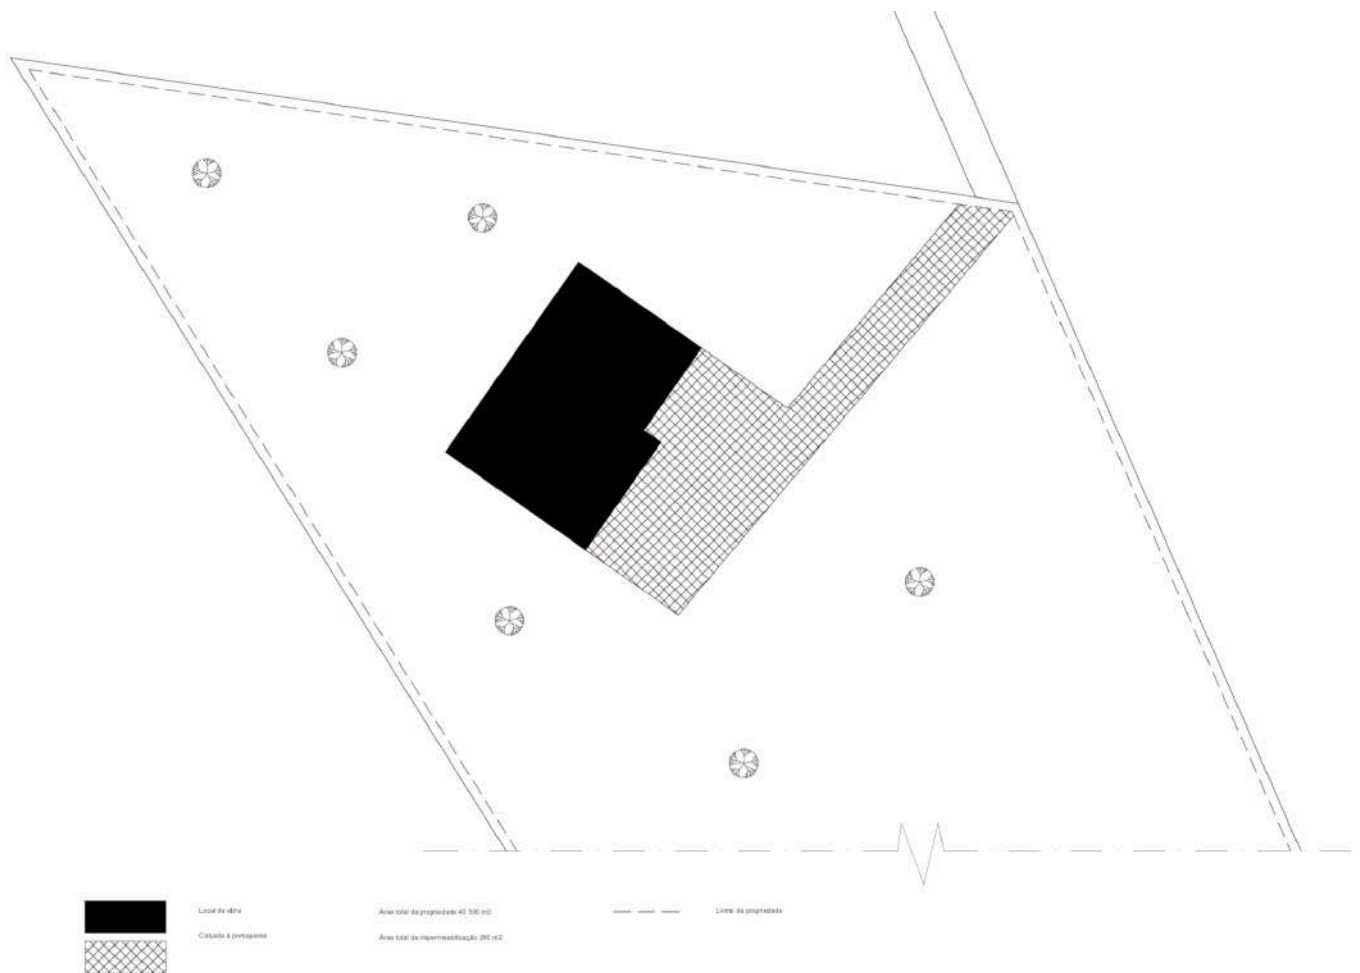 Local da obra
Área total da propriedade 40 500 m2
Limite da propriedade
Calçada à portuguesa
Área total de impermeabilização 280 m2